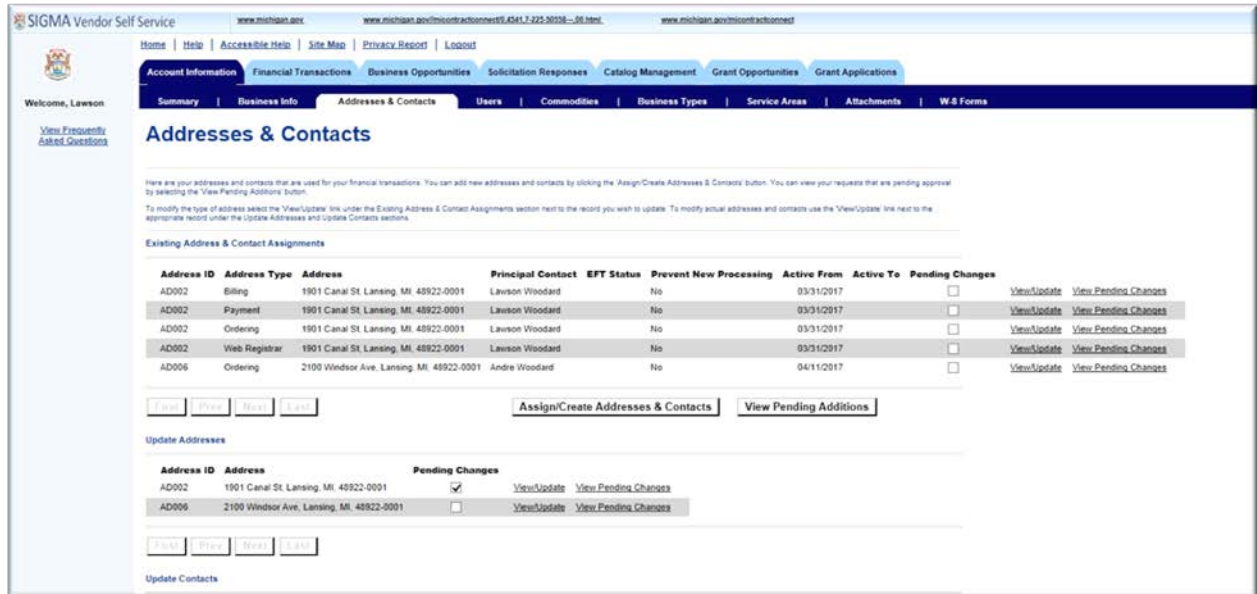 SIGMA Vendor Self Service
www.michigan.gov
www.michigan.gov/micontractconnect
Home | Help | Accessible Help | Site Map | Privacy Report | Logout
Account Information Financial Transactions Business Opportunities Solicitation Responses Catalog Management Grant Opportunities Grant Applications
Welcome, Lawson
Summary | Business Info Addresses & Contacts Users | Commodities | Business Types | Service Areas | Attachments | W-8 Forms
View Frequently
Asked Questions
Addresses & Contacts
Here are your addresses and contacts that are used for your financial transactions. You can add new addresses and contacts by clicking the 'Assign/Create Addresses & Contacts' button. You can view your requests that are pending approval
by selecting the 'View Pending Additions' button.
To modify the type of address select the 'View/Update' link under the Existing Address & Contact Assignments section next to the record you wish to update. To modify actual addresses and contacts use the 'View/Update' link next to the
appropriate record under the Update Addresses and Update Contacts sections.
Existing Address & Contact Assignments
Address ID Address Type Address Principal Contact EFT Status Prevent New Processing Active From Active To Pending Changes
AD002 Billing 1901 Canal St, Lansing, MI, 48922-0001 Lawson Woodard No 03/31/2017 View/Update View Pending Changes
AD002 Payment 1901 Canal St, Lansing, MI, 48922-0001 Lawson Woodard No 03/31/2017 View/Update View Pending Changes
AD002 Ordering 1901 Canal St, Lansing, MI, 48922-0001 Lawson Woodard No 03/31/2017 View/Update View Pending Changes
AD002 Web Registrar 1901 Canal St, Lansing, MI, 48922-0001 Lawson Woodard No 03/31/2017 View/Update View Pending Changes
AD006 Ordering 2100 Windsor Ave, Lansing, MI, 48922-0001 Andre Woodard No 04/11/2017 View/Update View Pending Changes
First Prev Next Last Assign/Create Addresses & Contacts View Pending Additions
Update Addresses
Address ID Address Pending Changes
AD002 1901 Canal St, Lansing, MI, 48922-0001 View/Update View Pending Changes
AD006 2100 Windsor Ave, Lansing, MI, 48922-0001 View/Update View Pending Changes
First Prev Next Last
Update Contacts